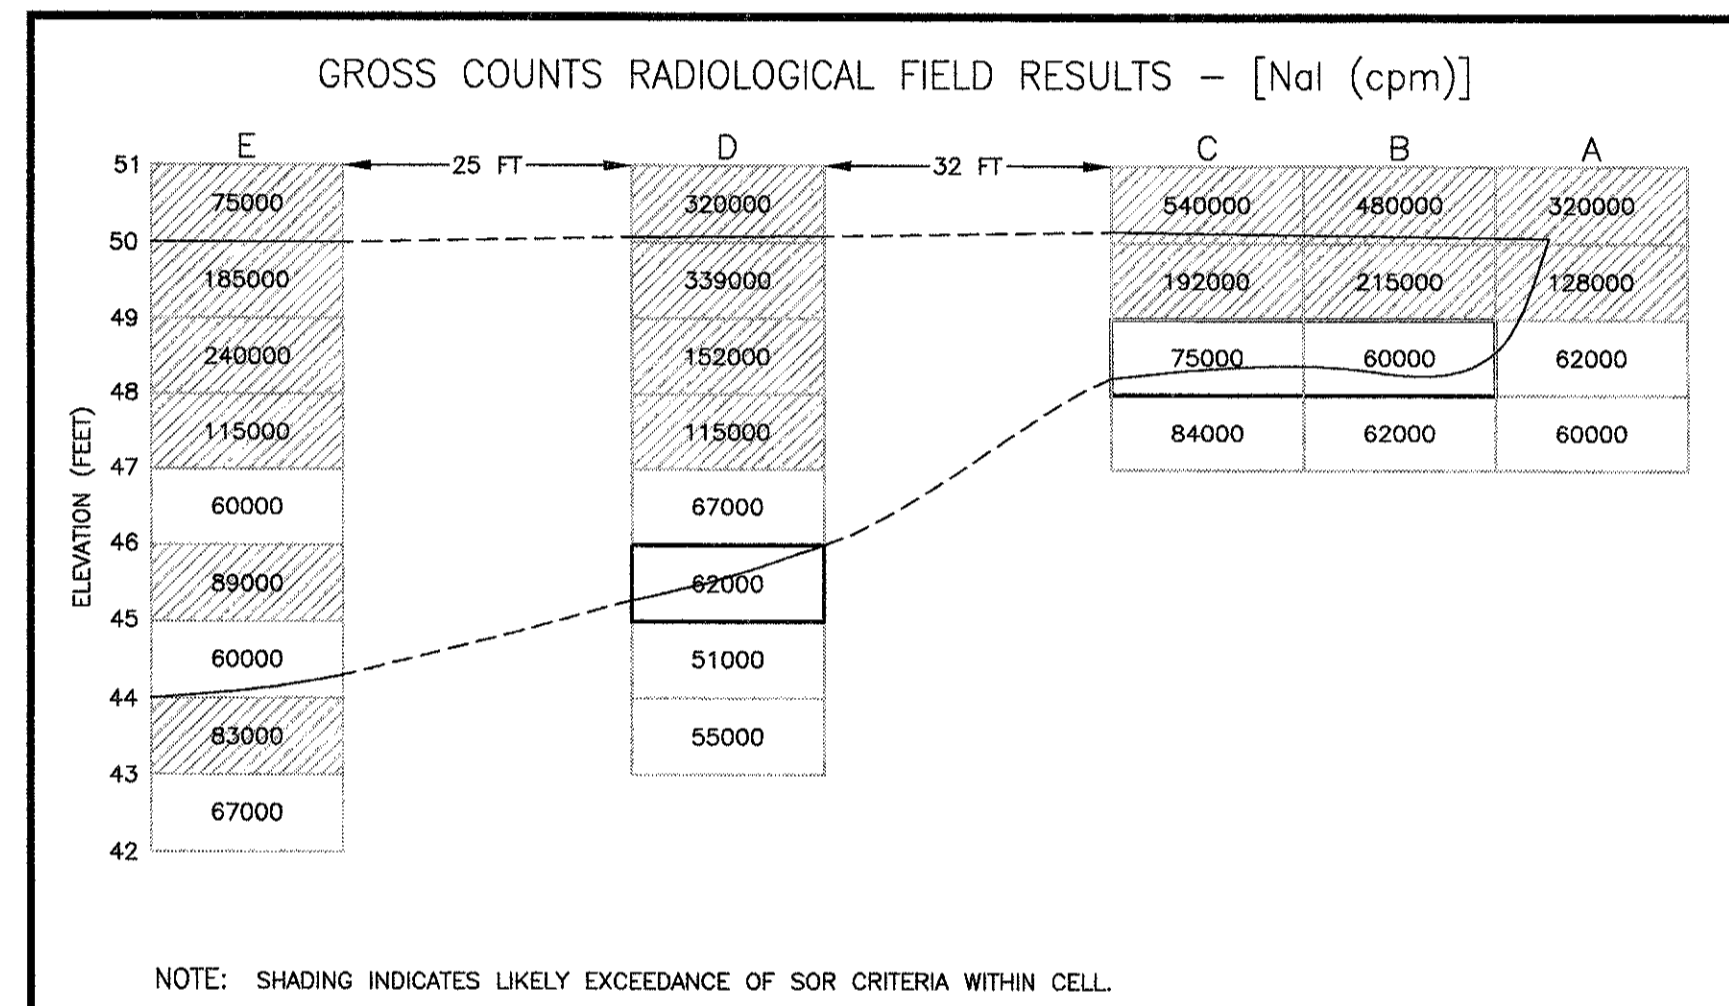 GROSS COUNTS RADIOLOGICAL FIELD RESULTS – [NaI (cpm)]
E 25 FT D 32 FT C B A
51
75000 320000 540000 480000 320000
50
185000 339000 192000 215000 128000
49
240000 152000 75000 60000 62000
48
115000 115000 84000 62000 60000
47
60000 67000
46
89000 62000
45
60000 51000
44
83000 55000
43
67000
42
ELEVATION (FEET)
NOTE: SHADING INDICATES LIKELY EXCEEDANCE OF SOR CRITERIA WITHIN CELL.